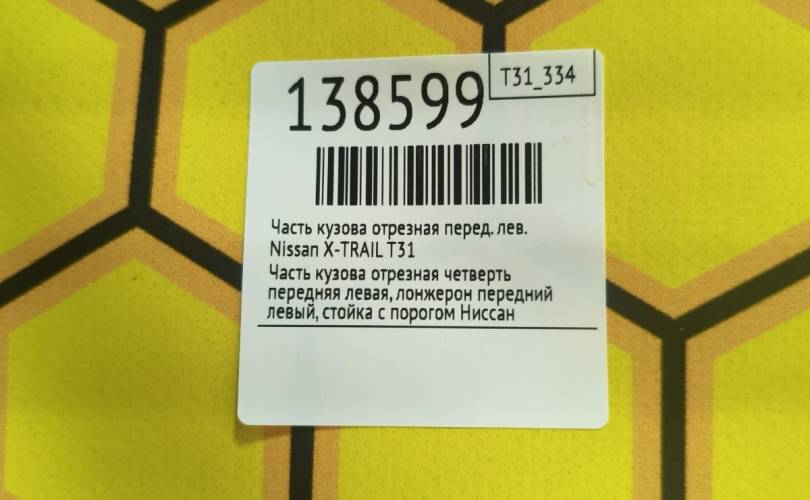 T31_334
138599
Часть кузова отрезная перед. лев.
Nissan X-TRAIL T31
Часть кузова отрезная четверть
передняя левая, лонжерон передний
левый, стойка с порогом Ниссан